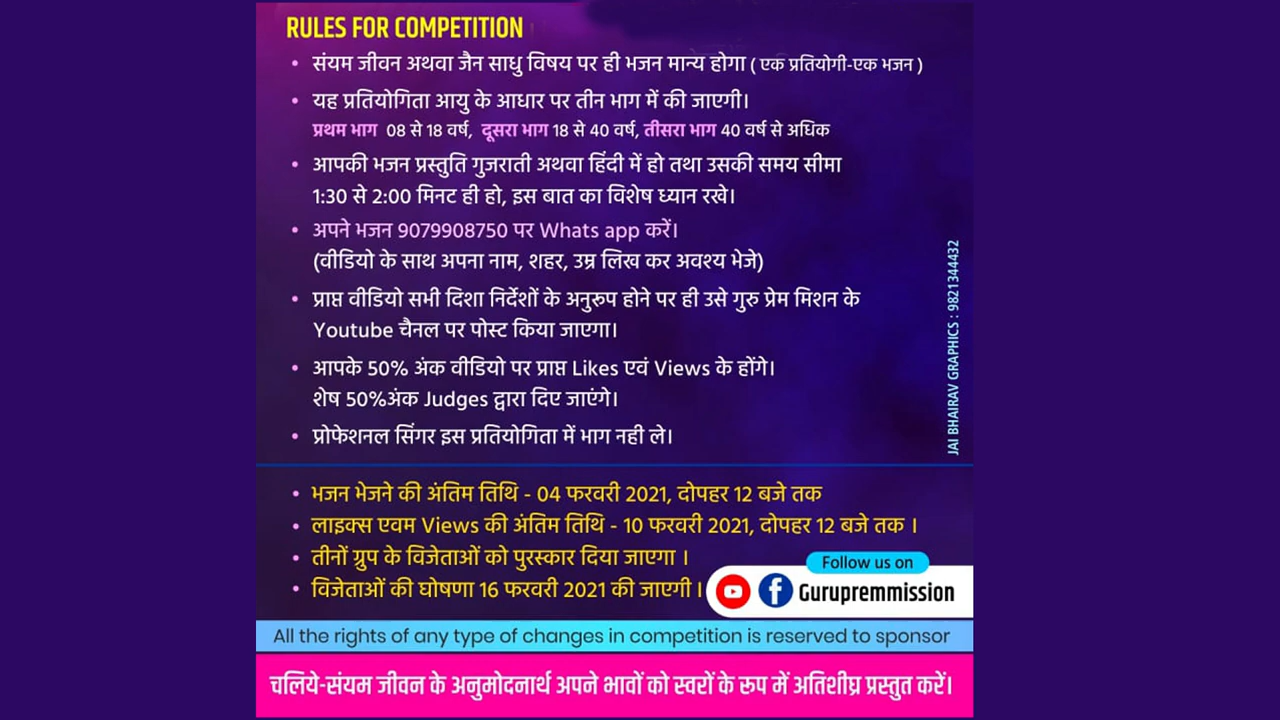 RULES FOR COMPETITION
• संयम जीवन अथवा जैन साधु विषय पर ही भजन मान्य होगा ( एक प्रतियोगी-एक भजन )
• यह प्रतियोगिता आयु के आधार पर तीन भाग में की जाएगी।
प्रथम भाग 08 से 18 वर्ष, दूसरा भाग 18 से 40 वर्ष, तीसरा भाग 40 वर्ष से अधिक
• आपकी भजन प्रस्तुति गुजराती अथवा हिंदी में हो तथा उसकी समय सीमा
1:30 से 2:00 मिनट ही हो, इस बात का विशेष ध्यान रखे।
• अपने भजन 9079908750 पर Whats app करें।
(वीडियो के साथ अपना नाम, शहर, उम्र लिख कर अवश्य भेजे)
• प्राप्त वीडियो सभी दिशा निर्देशों के अनुरूप होने पर ही उसे गुरु प्रेम मिशन के
Youtube चैनल पर पोस्ट किया जाएगा।
• आपके 50% अंक वीडियो पर प्राप्त Likes एवं Views के होंगे।
शेष 50%अंक Judges द्वारा दिए जाएंगे।
• प्रोफेशनल सिंगर इस प्रतियोगिता में भाग नही ले।
JAI BHAIRAV GRAPHICS : 9821344432
• भजन भेजने की अंतिम तिथि - 04 फरवरी 2021, दोपहर 12 बजे तक
• लाइक्स एवम Views की अंतिम तिथि - 10 फरवरी 2021, दोपहर 12 बजे तक ।
• तीनों ग्रुप के विजेताओं को पुरस्कार दिया जाएगा ।
• विजेताओं की घोषणा 16 फरवरी 2021 की जाएगी ।
Follow us on
Gurupremmission
All the rights of any type of changes in competition is reserved to sponsor
चलिये-संयम जीवन के अनुमोदनार्थ अपने भावों को स्वरों के रूप में अतिशीघ्र प्रस्तुत करें।